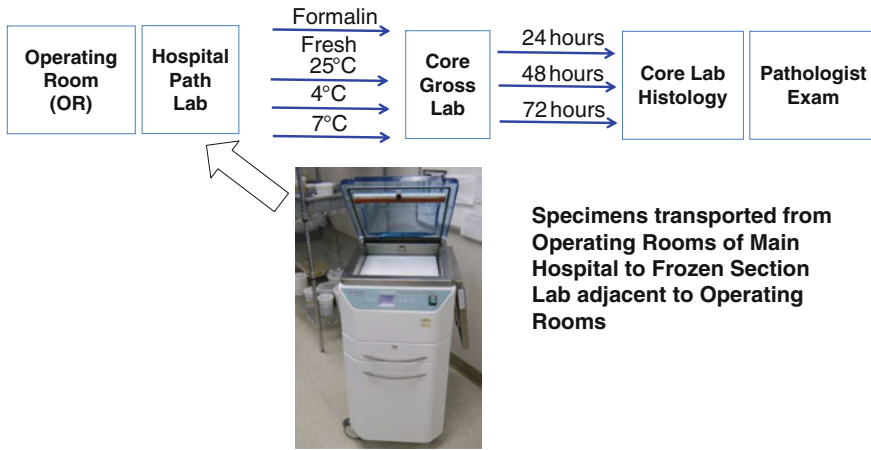 Operating
Room
(OR)
Hospital
Path
Lab
Formalin
Fresh
25°C
4°C
7°C
Core
Gross
Lab
24 hours
48 hours
72 hours
Core Lab
Histology
Pathologist
Exam
Specimens transported from
Operating Rooms of Main
Hospital to Frozen Section
Lab adjacent to Operating
Rooms